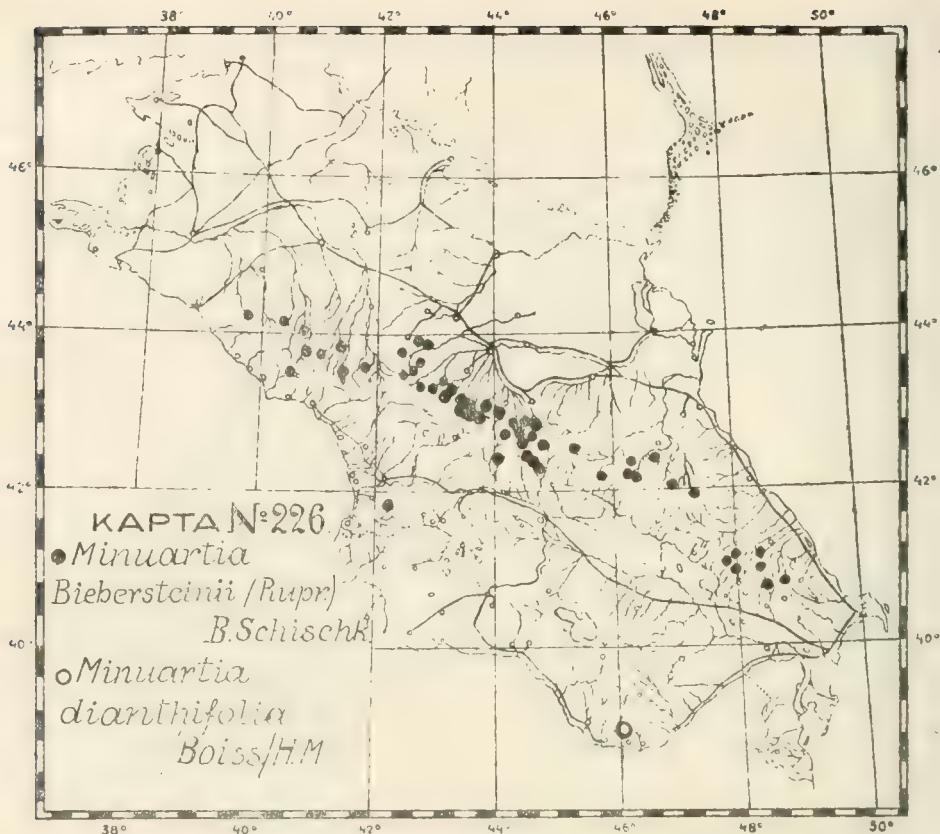 38° 40° 42° 44° 46° 48° 50°
46° 46°
44° 44°
42° 42°
КАРТА №226
Minuartia
Biebersteinii /Rupr)
B.Schischk
40° 40°
Minuartia
dianthifolia
Boiss/H.M
38° 40° 42° 44° 46° 48° 50°